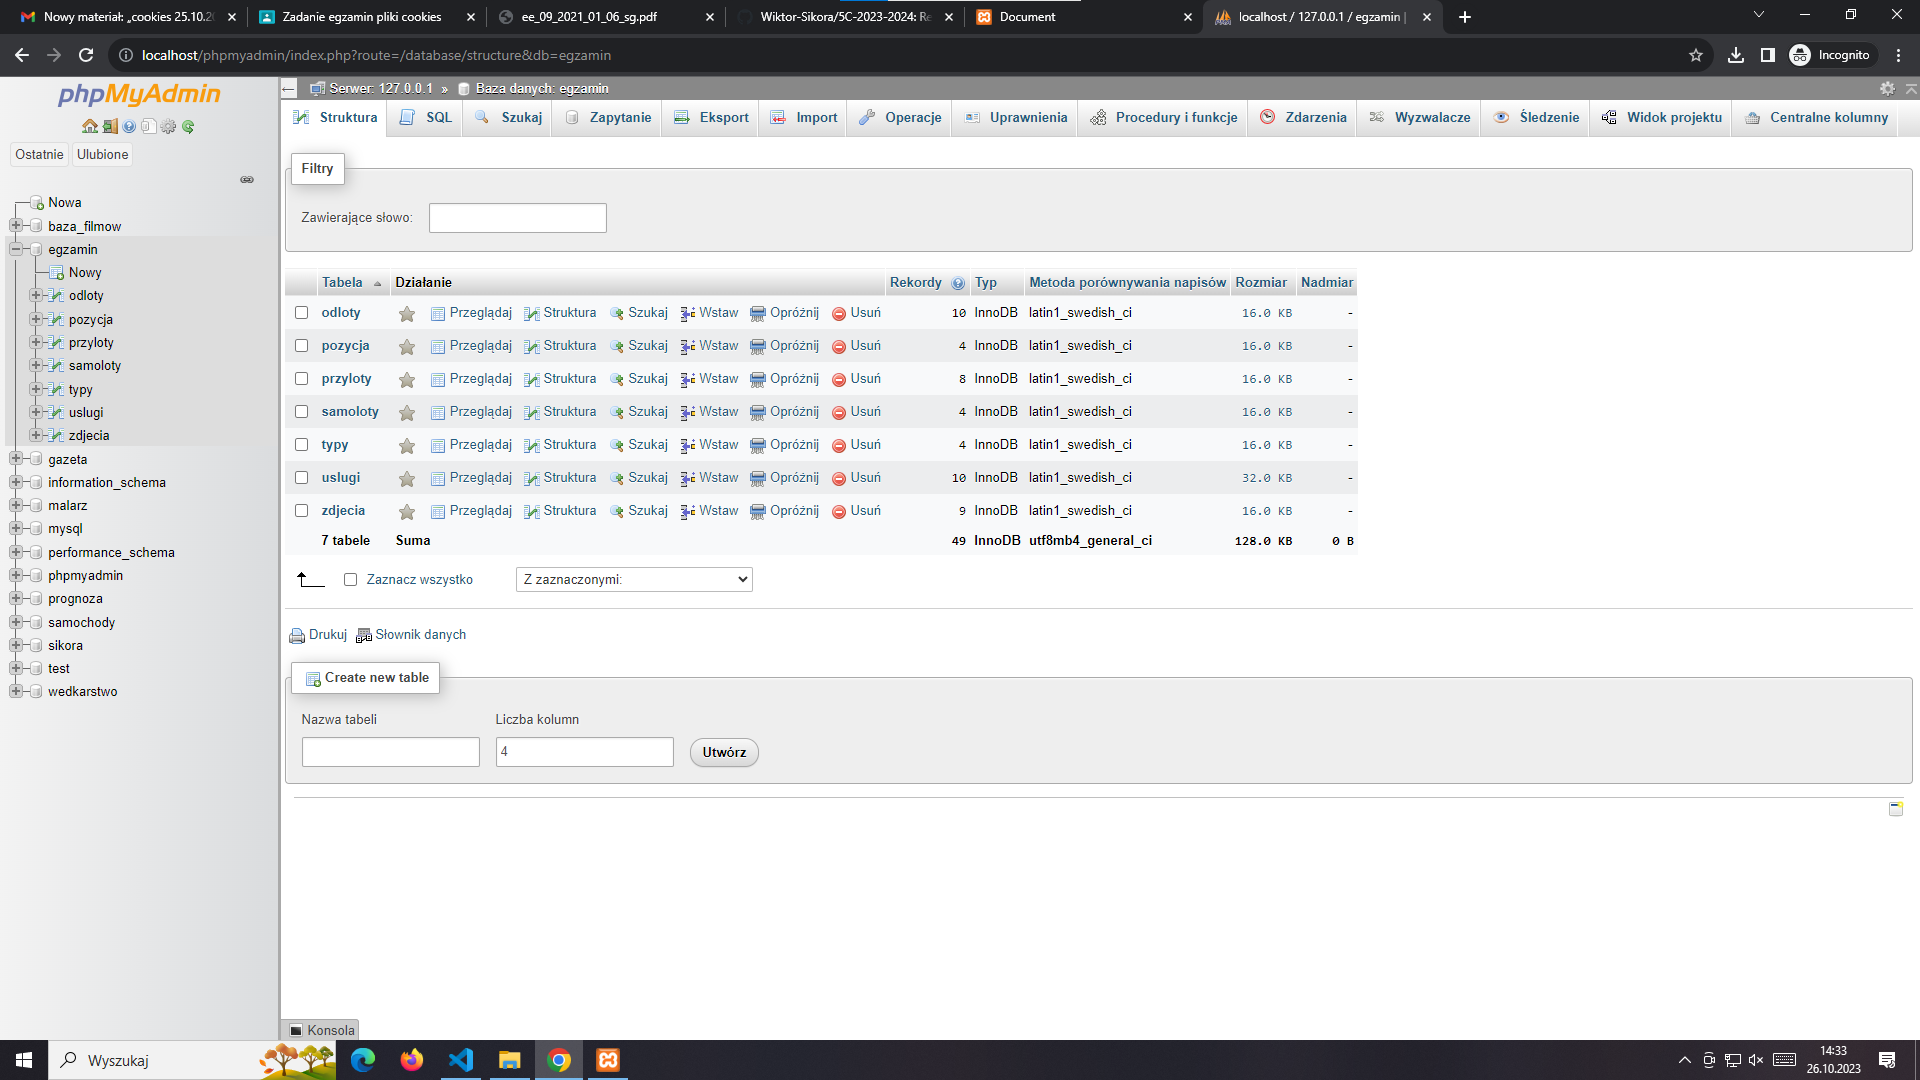 Nowy materiał: „cookies 25.10.20
Zadanie egzamin pliki cookies
ee_09_2021_01_06_sg.pdf
Wiktor-Sikora/5C-2023-2024: Re
Document
localhost / 127.0.0.1 / egzamin |
localhost/phpmyadmin/index.php?route=/database/structure&db=egzamin
Incognito
phpMyAdmin
Ostatnie
Ulubione
Nowa
baza_filmow
egzamin
Nowy
odloty
pozycja
przyloty
samoloty
typy
uslugi
zdjecia
gazeta
information_schema
malarz
mysql
performance_schema
phpmyadmin
prognoza
samochody
sikora
test
wedkarstwo
Serwer: 127.0.0.1 » Baza danych: egzamin
Struktura SQL Szukaj Zapytanie Eksport Import Operacje Uprawnienia Procedury i funkcje Zdarzenia Wyzwalacze Śledzenie Widok projektu Centralne kolumny
Filtry
Zawierające słowo:
Tabela Działanie Rekordy Typ Metoda porównywania napisów Rozmiar Nadmiar
odloty Przeglądaj Struktura Szukaj Wstaw Opróżnij Usuń 10 InnoDB latin1_swedish_ci 16.0 KB -
pozycja Przeglądaj Struktura Szukaj Wstaw Opróżnij Usuń 4 InnoDB latin1_swedish_ci 16.0 KB -
przyloty Przeglądaj Struktura Szukaj Wstaw Opróżnij Usuń 8 InnoDB latin1_swedish_ci 16.0 KB -
samoloty Przeglądaj Struktura Szukaj Wstaw Opróżnij Usuń 4 InnoDB latin1_swedish_ci 16.0 KB -
typy Przeglądaj Struktura Szukaj Wstaw Opróżnij Usuń 4 InnoDB latin1_swedish_ci 16.0 KB -
uslugi Przeglądaj Struktura Szukaj Wstaw Opróżnij Usuń 10 InnoDB latin1_swedish_ci 32.0 KB -
zdjecia Przeglądaj Struktura Szukaj Wstaw Opróżnij Usuń 9 InnoDB latin1_swedish_ci 16.0 KB -
7 tabele Suma 49 InnoDB utf8mb4_general_ci 128.0 KB 0 B
Zaznacz wszystko Z zaznaczonymi:
Drukuj Słownik danych
Create new table
Nazwa tabeli Liczba kolumn
4 Utwórz
Konsola
Wyszukaj
14:33
26.10.2023